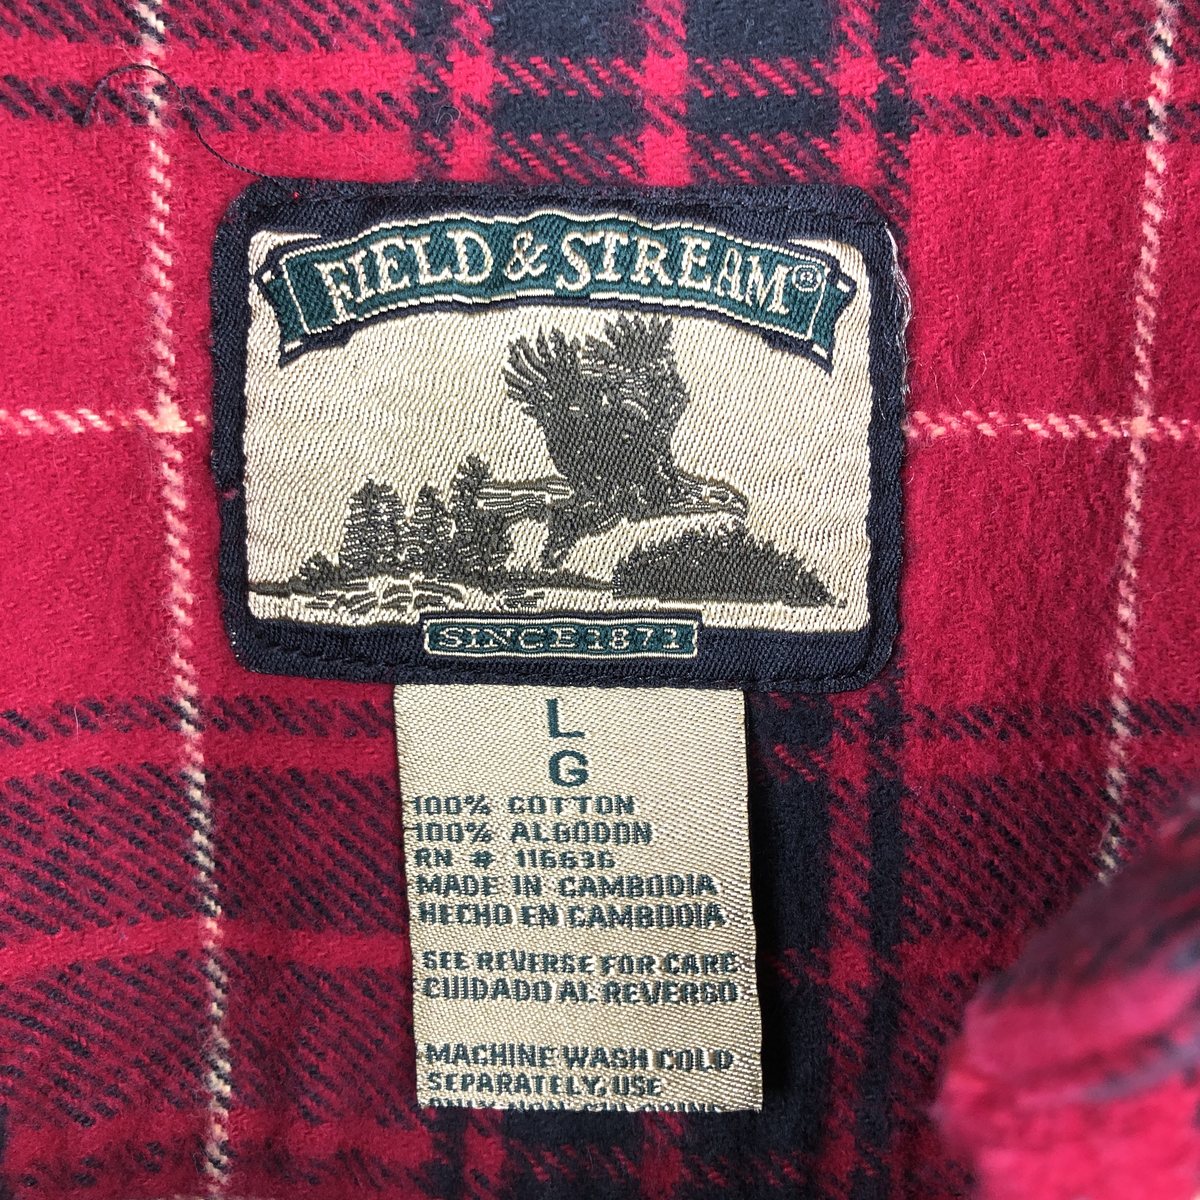 FIELD & STREAM®
SINCE 1871
L
G
100% COTTON
100% ALGODON
RN # 116636
MADE IN CAMBODIA
HECHO EN CAMBODIA
SEE REVERSE FOR CARE
CUIDADO AL REVERSO
MACHINE WASH COLD
SEPARATELY, USE